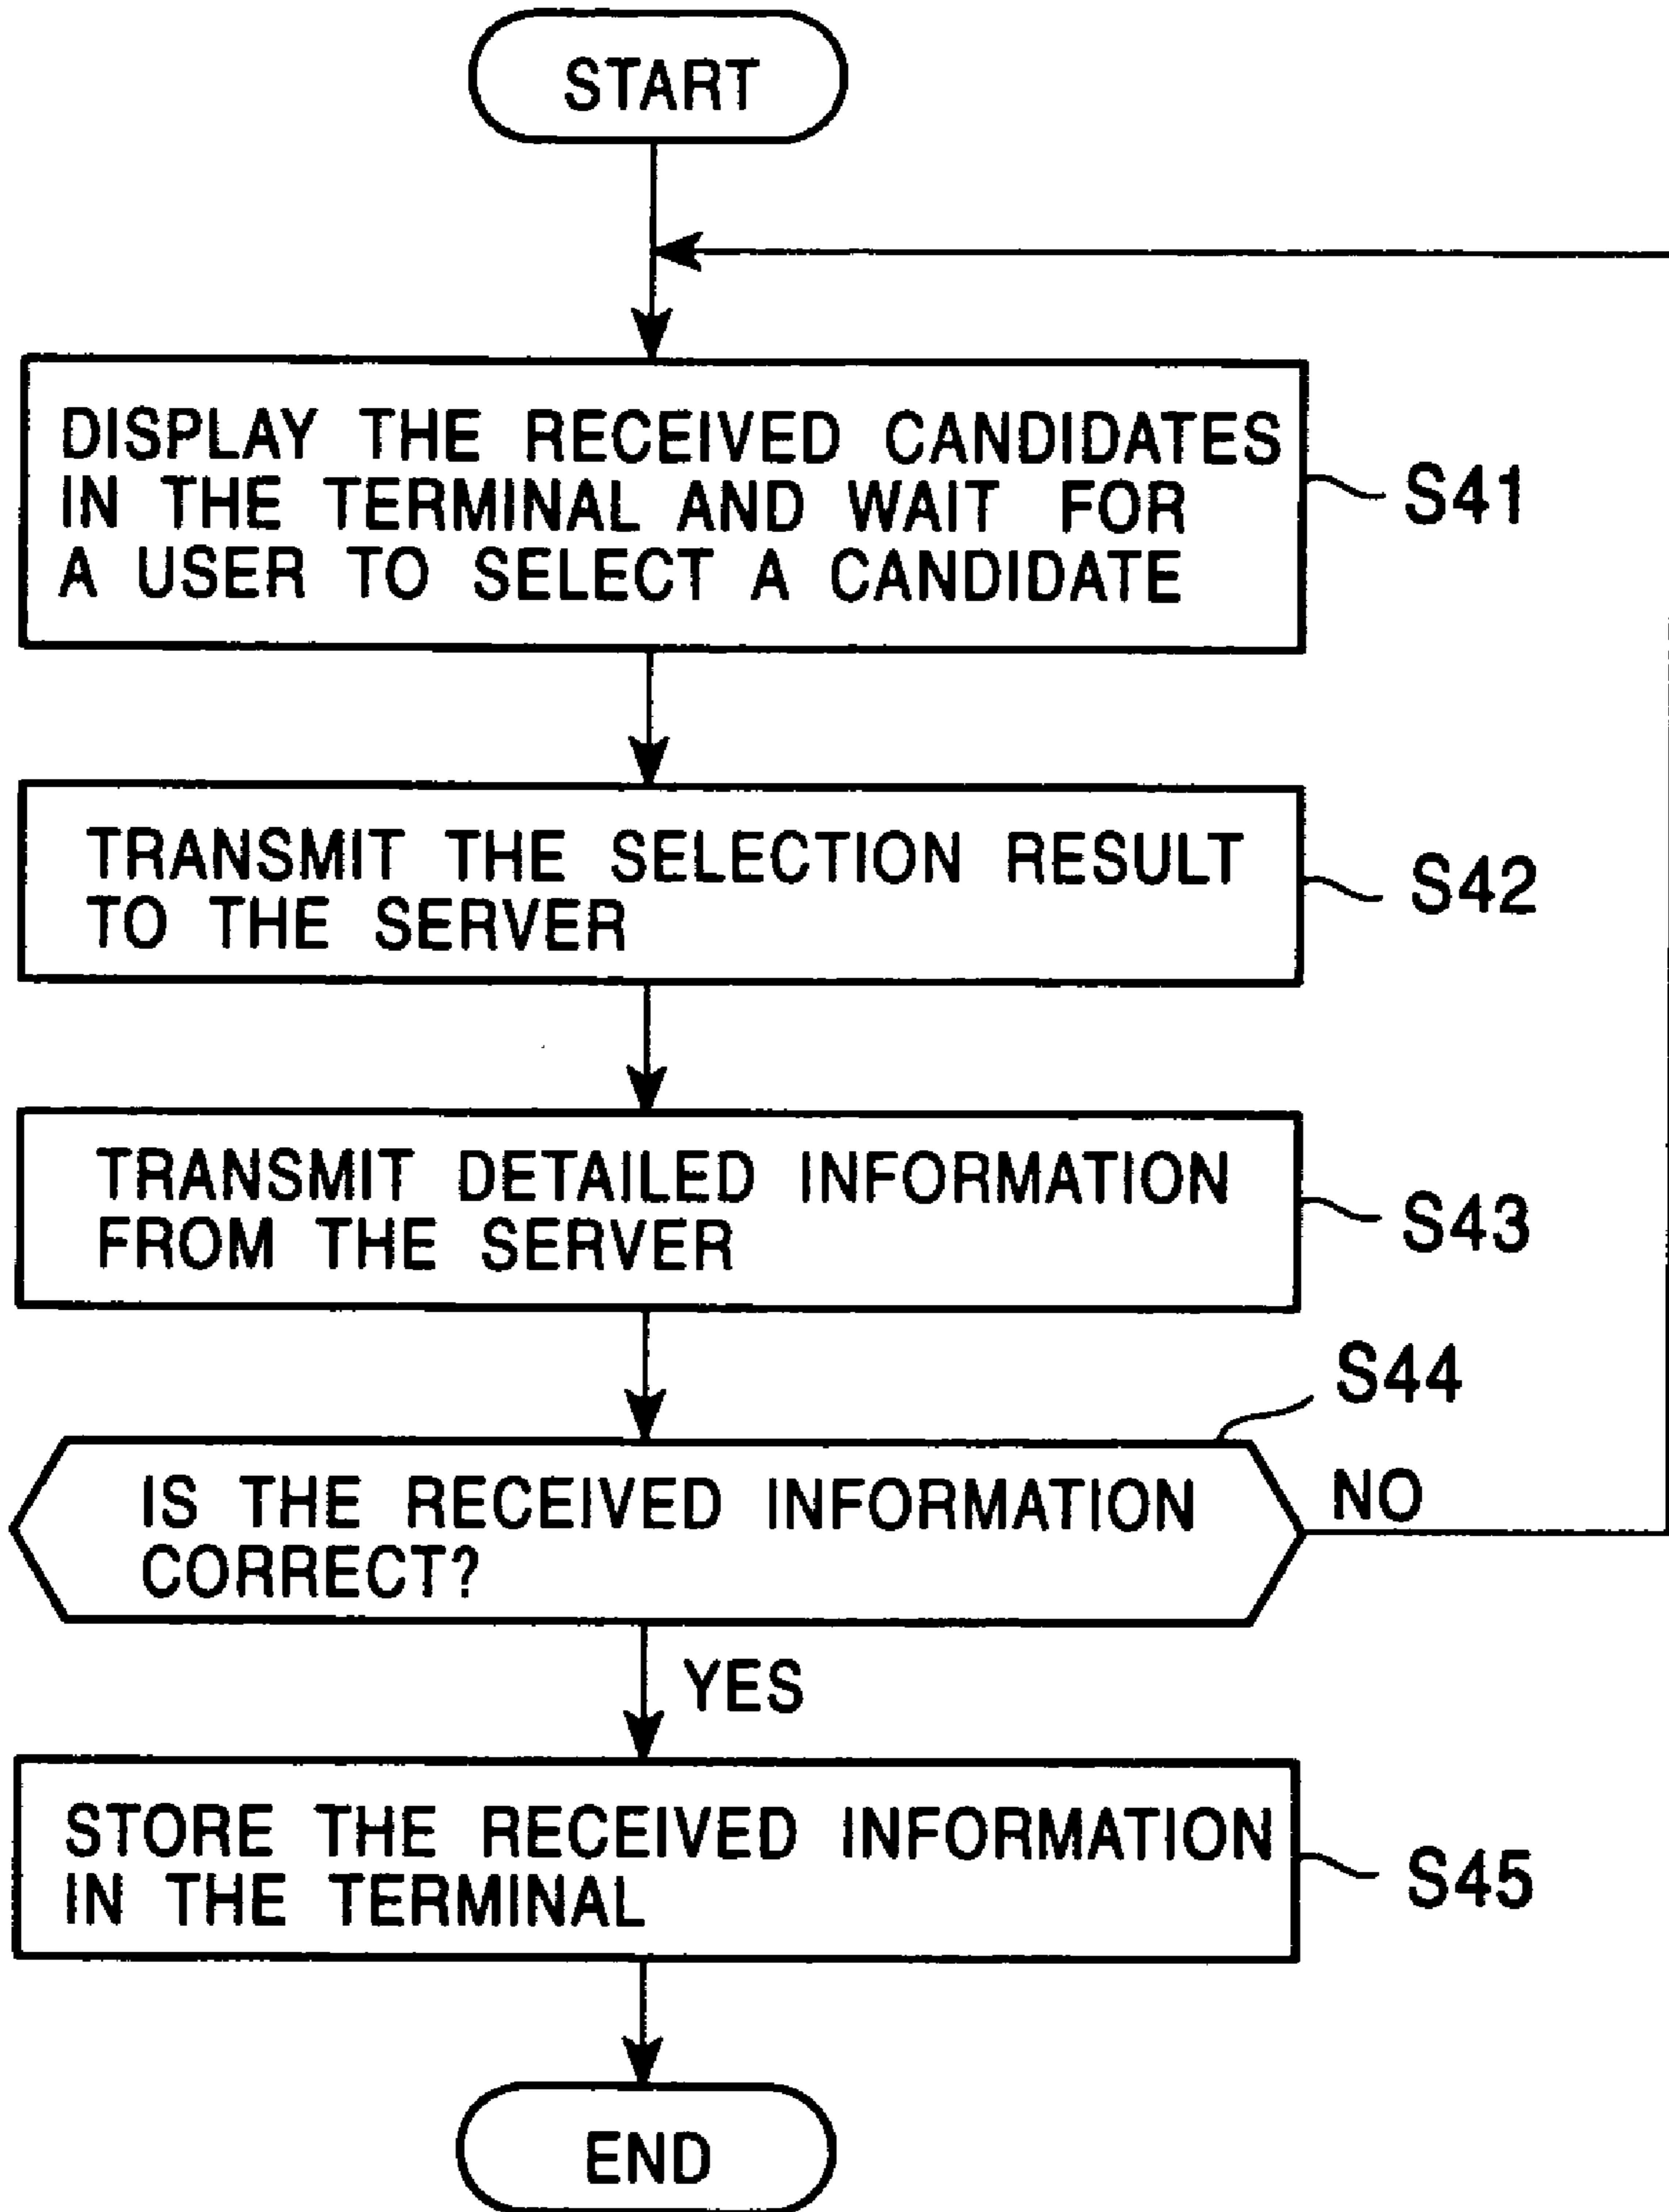 START
DISPLAY THE RECEIVED CANDIDATES
IN THE TERMINAL AND WAIT FOR
A USER TO SELECT A CANDIDATE
S41
TRANSMIT THE SELECTION RESULT
TO THE SERVER
S42
TRANSMIT DETAILED INFORMATION
FROM THE SERVER
S43
S44
IS THE RECEIVED INFORMATION
CORRECT?
NO
YES
STORE THE RECEIVED INFORMATION
IN THE TERMINAL
S45
END